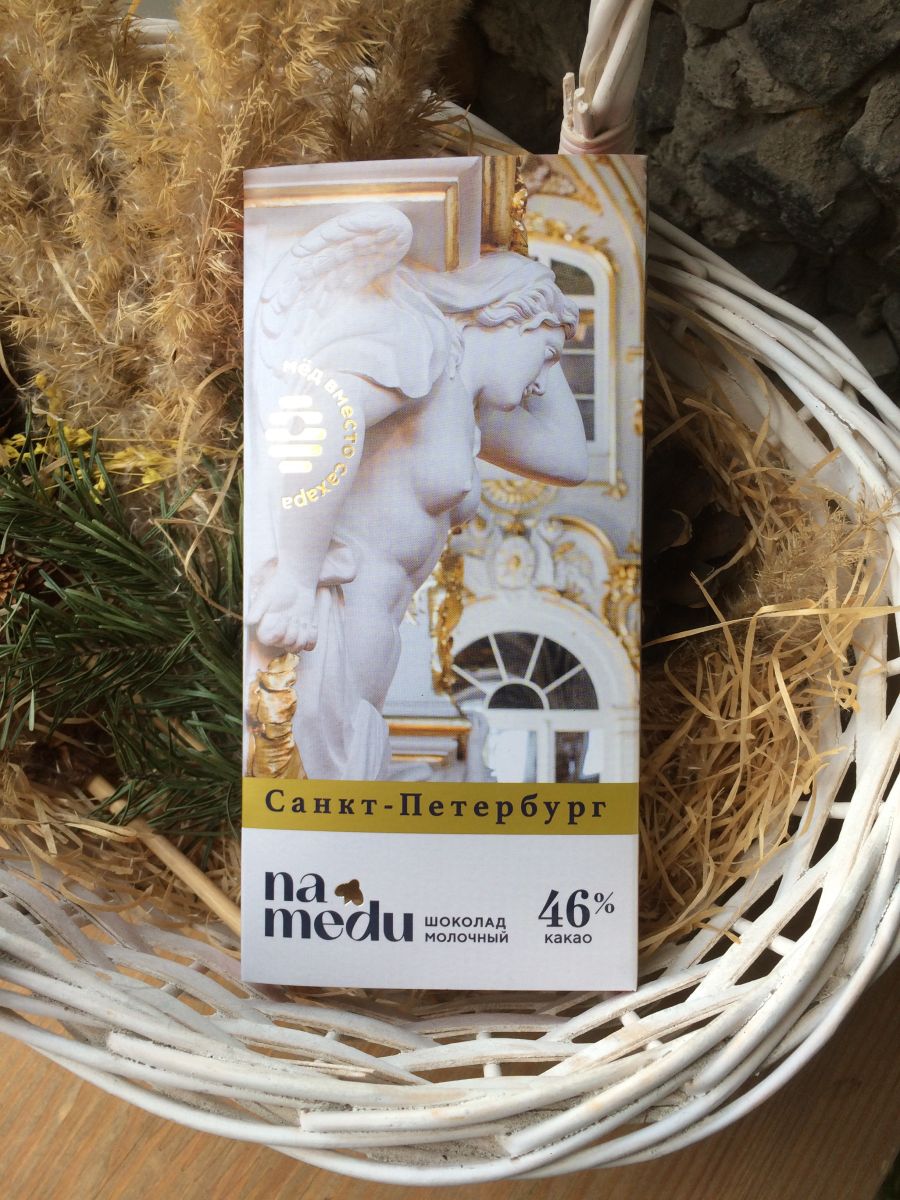 мёд вместо сахара
Санкт-Петербург
na
medu
шоколад
молочный
46%
какао